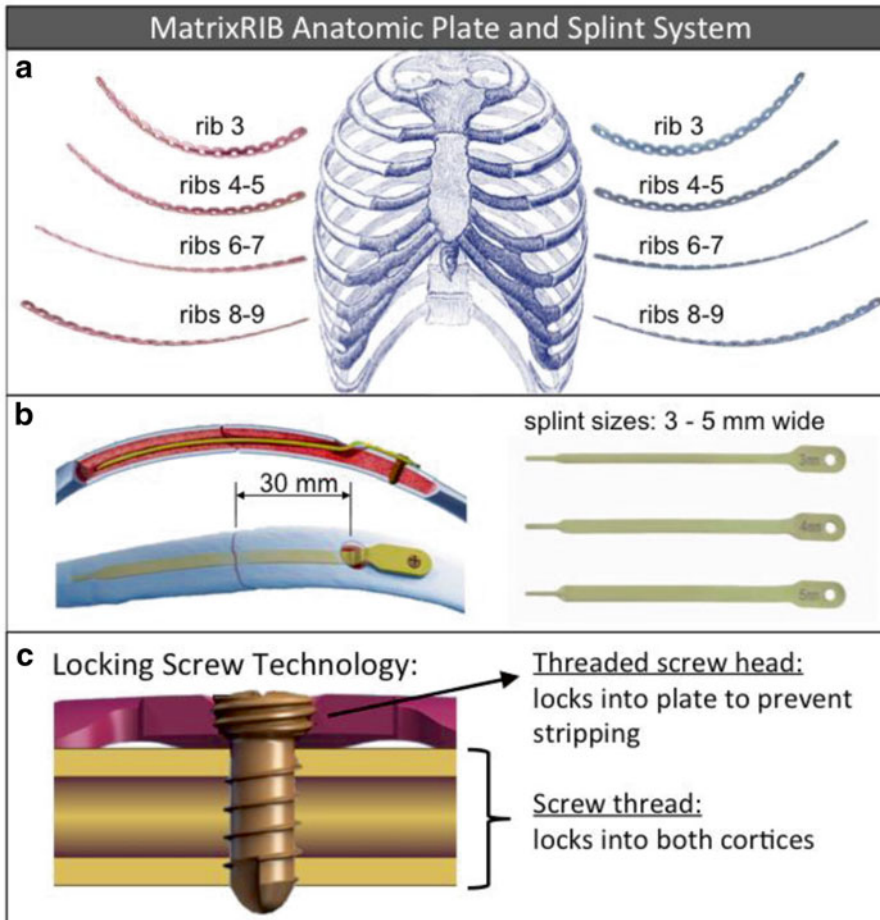 MatrixRIB Anatomic Plate and Splint System
a
rib 3
ribs 4-5
ribs 6-7
ribs 8-9
rib 3
ribs 4-5
ribs 6-7
ribs 8-9
b
30 mm
splint sizes: 3 - 5 mm wide
3mm
4mm
5mm
c
Locking Screw Technology:
Threaded screw head:
locks into plate to prevent
stripping
Screw thread:
locks into both cortices